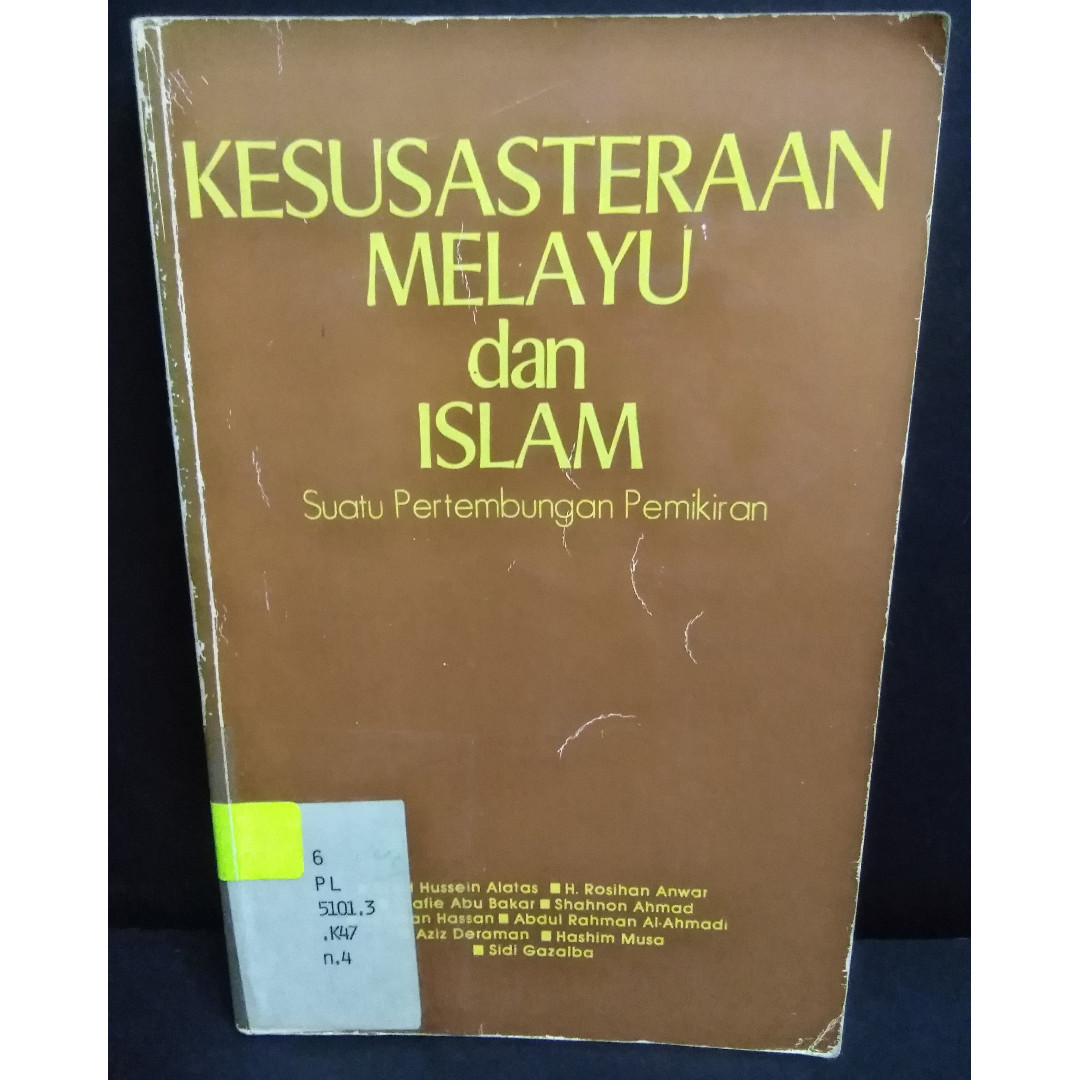 KESUSASTERAAN
MELAYU
dan
ISLAM
Suatu Pertembungan Pemikiran
Hussein Alatas ■ H. Rosihan Anwar
Abu Bakar ■ Shahnon Ahmad
Hassan ■ Abdul Rahman Al-Ahmadi
Aziz Deraman ■ Hashim Musa
■ Sidi Gazalba
6
PL
5101.3
.K47
n.4